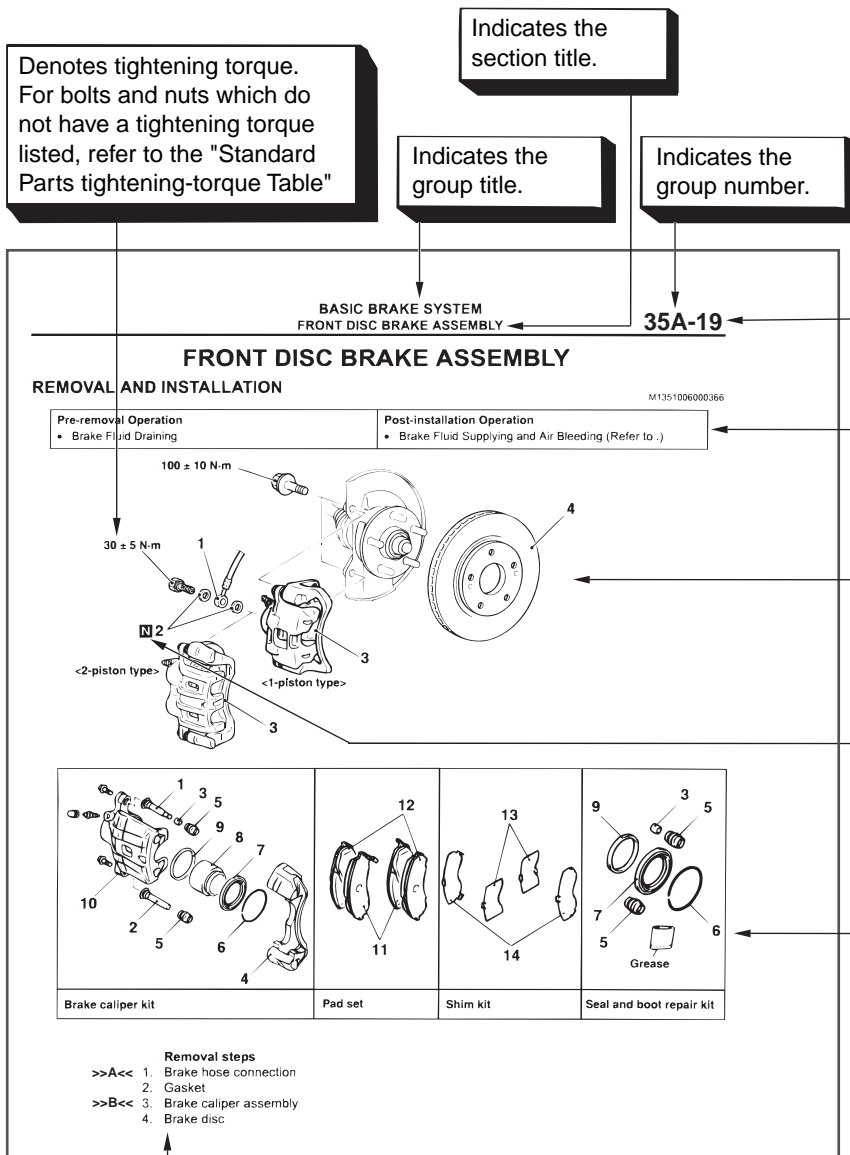 Indicates the
section title.
Denotes tightening torque.
For bolts and nuts which do
not have a tightening torque
listed, refer to the "Standard
Parts tightening-torque Table"
Indicates the
group title.
Indicates the
group number.
BASIC BRAKE SYSTEM
FRONT DISC BRAKE ASSEMBLY
35A-19
FRONT DISC BRAKE ASSEMBLY
REMOVAL AND INSTALLATION
M1351006000366
Pre-removal Operation
• Brake Fluid Draining
Post-installation Operation
• Brake Fluid Supplying and Air Bleeding (Refer to .)
100 ± 10 N·m
4
30 ± 5 N·m
1
N 2
3
<2-piston type>
<1-piston type>
3
1
3
5
9
8
7
10
2
5
6
4
Brake caliper kit
12
11
Pad set
13
14
Shim kit
9
3
5
7
5
6
Grease
Seal and boot repair kit
Removal steps
>>A<< 1. Brake hose connection
2. Gasket
>>B<< 3. Brake caliper assembly
4. Brake disc